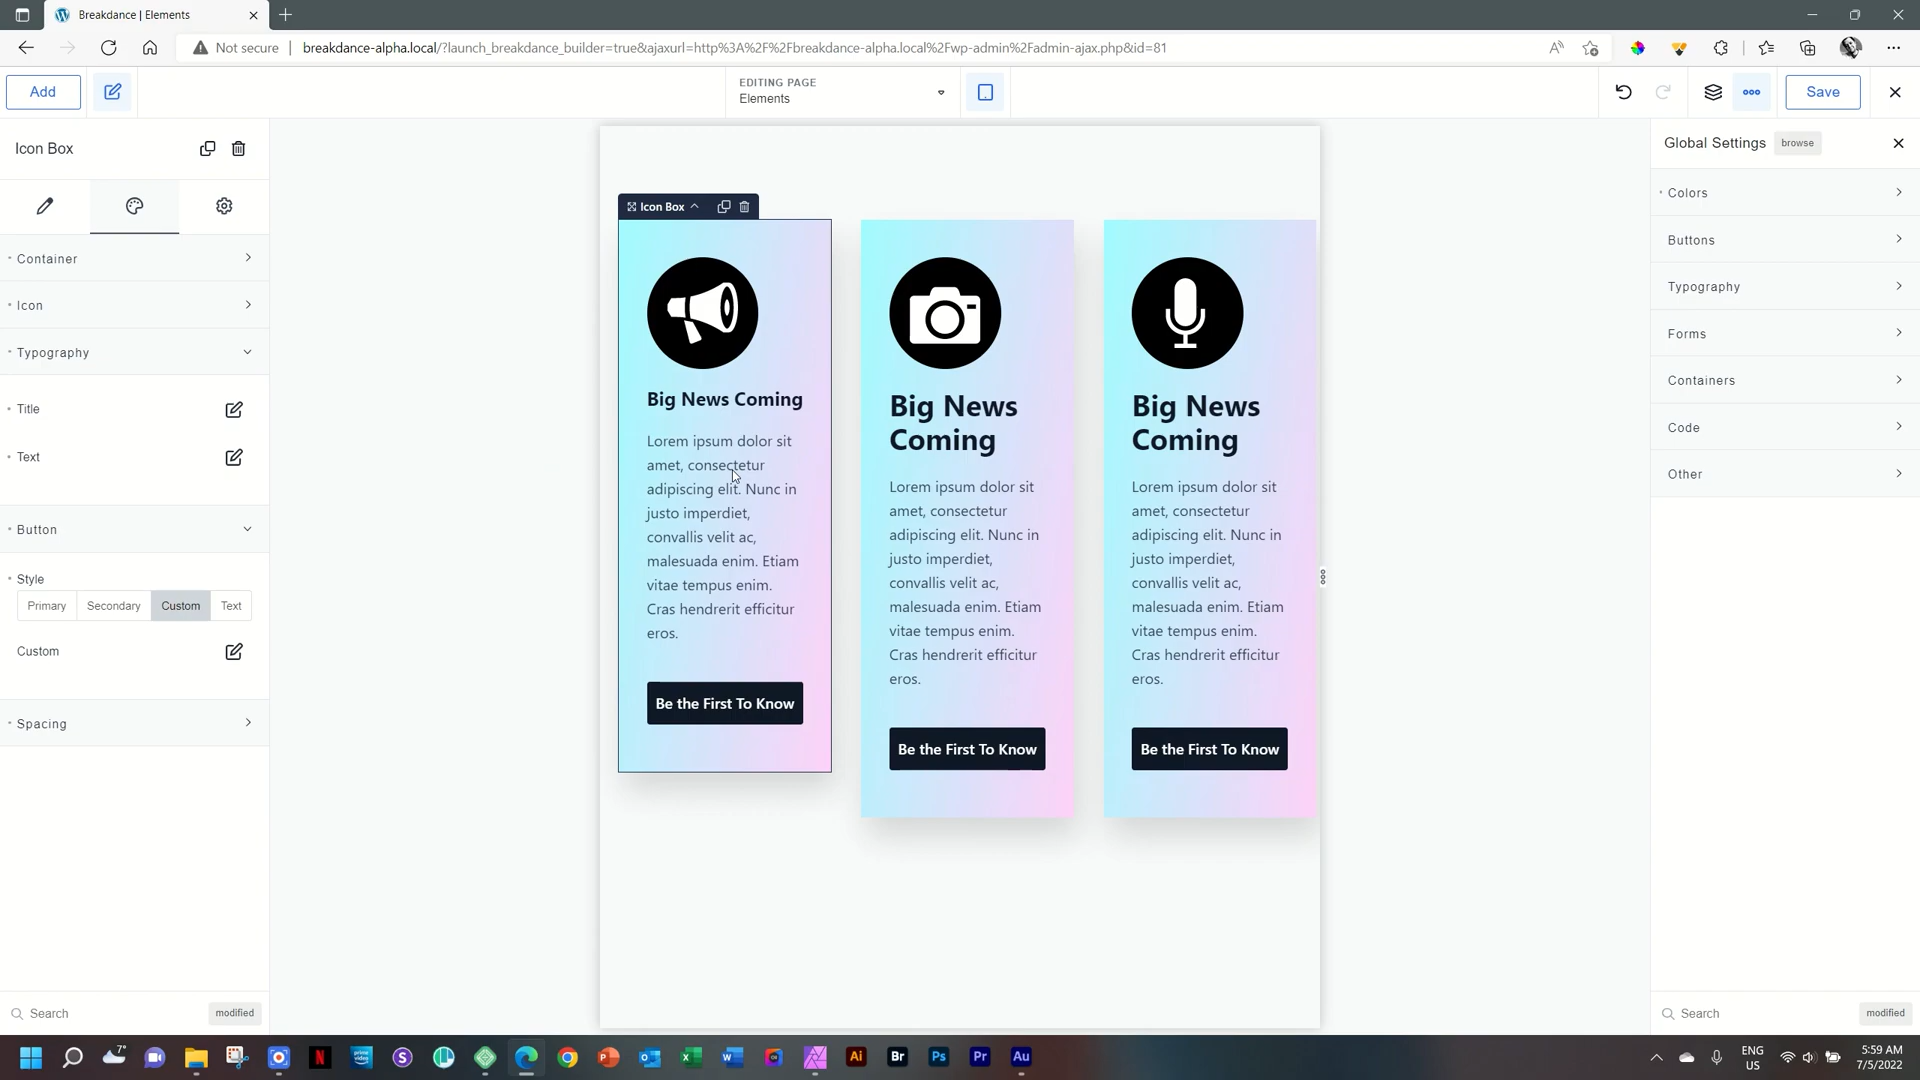 Breakdance | Elements
Not secure
breakdance-alpha.local/?launch_breakdance_builder=true&ajaxurl=http%3A%2F%2Fbreakdance-alpha.local%2Fwp-admin%2Fadmin-ajax.php&id=81
Add
EDITING PAGE
Elements
Save
Icon Box
Container
Icon
Typography
Title
Text
Button
Style
Primary
Secondary
Custom
Text
Custom
Spacing
Search
modified
Icon Box
Big News Coming
Lorem ipsum dolor sit
amet, consectetur
adipiscing elit. Nunc in
justo imperdiet,
convallis velit ac,
malesuada enim. Etiam
vitae tempus enim.
Cras hendrerit efficitur
eros.
Be the First To Know
Big News
Coming
Lorem ipsum dolor sit
amet, consectetur
adipiscing elit. Nunc in
justo imperdiet,
convallis velit ac,
malesuada enim. Etiam
vitae tempus enim.
Cras hendrerit efficitur
eros.
Be the First To Know
Big News
Coming
Lorem ipsum dolor sit
amet, consectetur
adipiscing elit. Nunc in
justo imperdiet,
convallis velit ac,
malesuada enim. Etiam
vitae tempus enim.
Cras hendrerit efficitur
eros.
Be the First To Know
Global Settings
browse
Colors
Buttons
Typography
Forms
Containers
Code
Other
Search
modified
7°
Ai
Br
Ps
Pr
Au
ENG
US
5:59 AM
7/5/2022